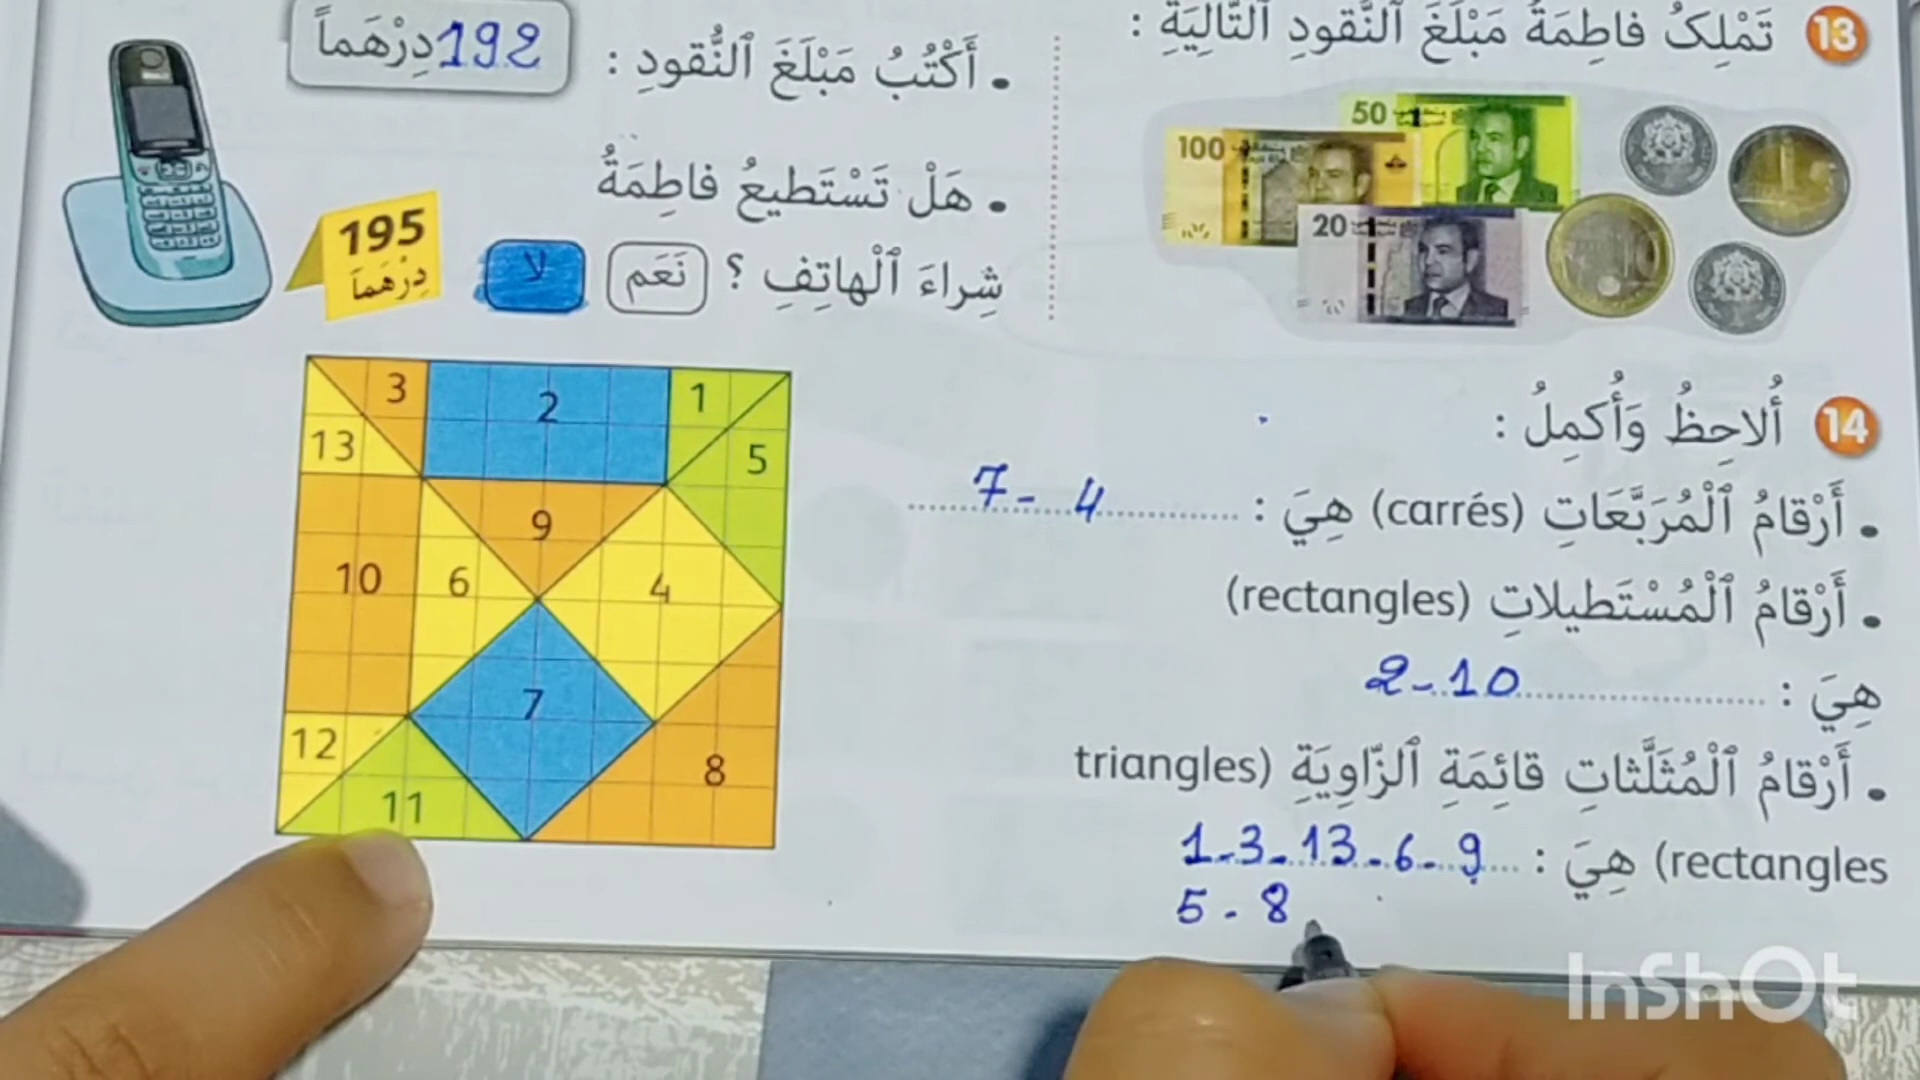 13 تَمْلِكُ فاطِمَةُ مَبْلَغَ ٱلنُّقودِ ٱلتّالِيَةَ :
100
50
20
• أَكْتُبُ مَبْلَغَ ٱلنُّقودِ : 192 دِرْهَماً
• هَلْ تَسْتَطيعُ فاطِمَةُ
شِراءَ ٱلْهاتِفِ ؟ نَعَم لا
195
دِرْهَماً
14 أُلاحِظُ وَأُكمِلُ :
• أَرْقامُ ٱلْمُرَبَّعَاتِ (carrés) هِيَ : 7 - 4
• أَرْقامُ ٱلْمُسْتَطيلاتِ (rectangles)
هِيَ : 2 - 10
• أَرْقامُ ٱلْمُثَلَّثاتِ قائِمَةِ ٱلزّاوِيَةِ (triangles
rectangles) هِيَ : 1 - 3 - 13 - 6 - 9
5 - 8
3 2 1
13 5
9
10 6 4
7
12 8
11
InShOt